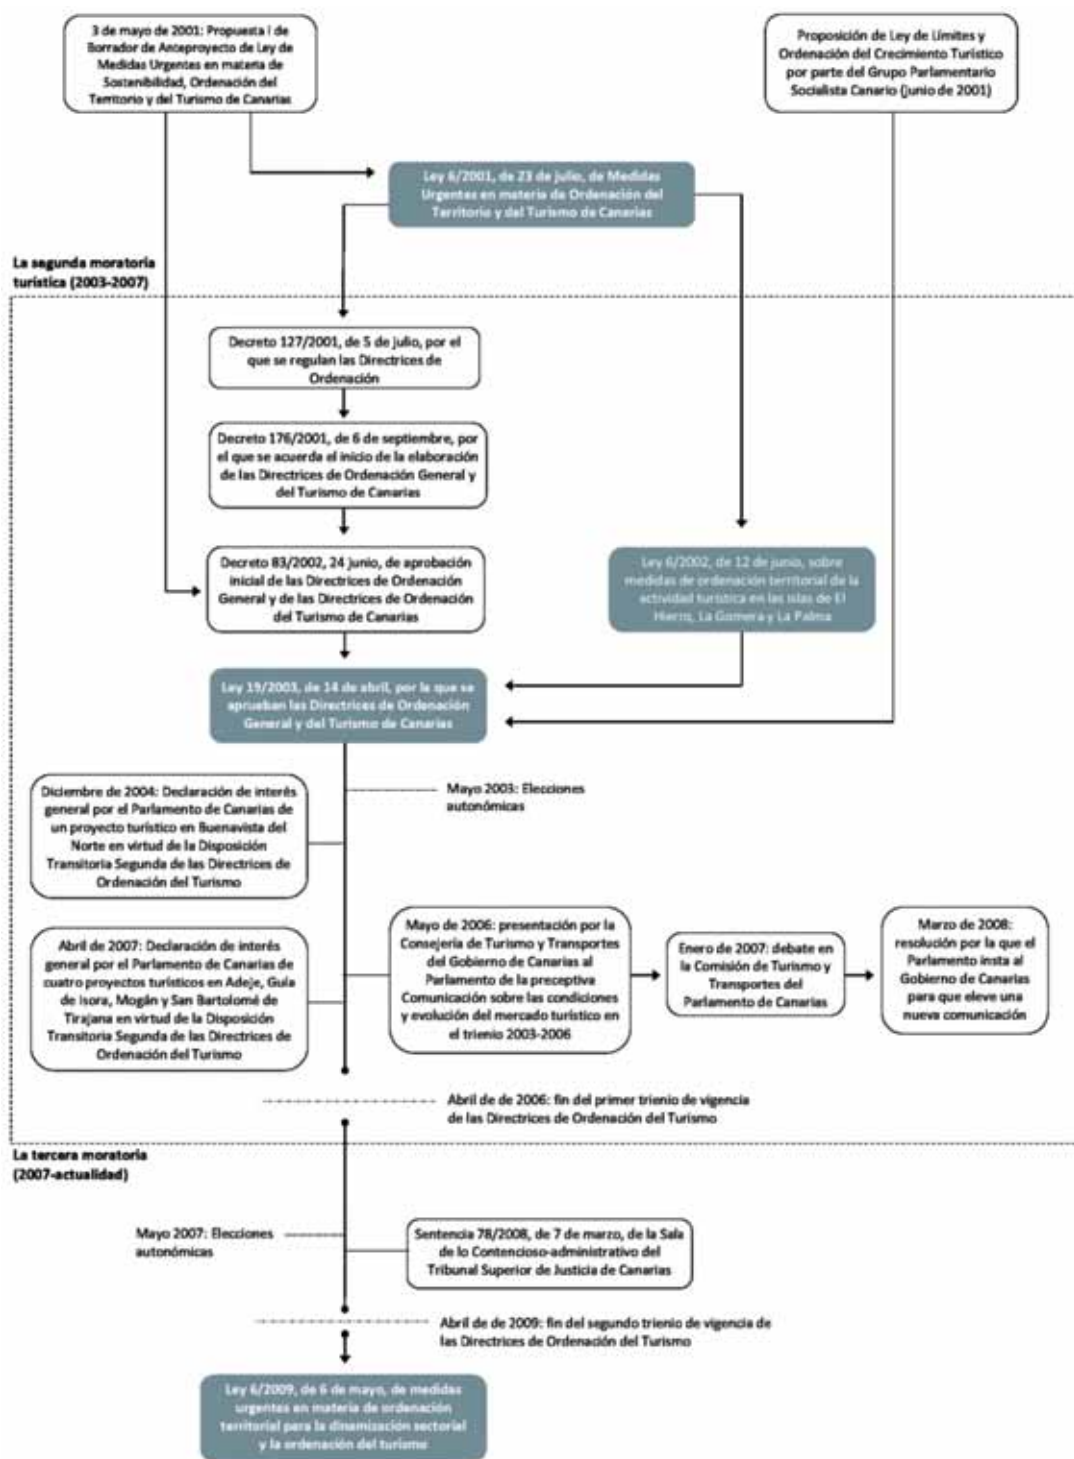 3 de mayo de 2001: Propuesta I de
Borrador de Anteproyecto de Ley de
Medidas Urgentes en materia de
Sostenibilidad, Ordenación del
Territorio y del Turismo de Canarias
Proposición de Ley de Límites y
Ordenación del Crecimiento Turístico
por parte del Grupo Parlamentario
Socialista Canario (junio de 2001)
Ley 6/2001, de 23 de julio, de Medidas
Urgentes en materia de Ordenación del
Territorio y del Turismo de Canarias
La segunda moratoria
turística (2003-2007)
Decreto 127/2001, de 5 de julio, por el
que se regulan las Directrices de
Ordenación
Decreto 176/2001, de 6 de septiembre, por
el que se acuerda el inicio de la elaboración
de las Directrices de Ordenación General y
del Turismo de Canarias
Decreto 83/2002, 24 junio, de aprobación
inicial de las Directrices de Ordenación
General y de las Directrices de Ordenación
del Turismo de Canarias
Ley 6/2002, de 12 de junio, sobre
medidas de ordenación territorial de la
actividad turística en las islas de El
Hierro, La Gomera y La Palma
Ley 19/2003, de 14 de abril, por la que se
aprueban las Directrices de Ordenación
General y del Turismo de Canarias
Mayo 2003: Elecciones
autonómicas
Diciembre de 2004: Declaración de interés
general por el Parlamento de Canarias de
un proyecto turístico en Buenavista del
Norte en virtud de la Disposición
Transitoria Segunda de las Directrices de
Ordenación del Turismo
Abril de 2007: Declaración de interés
general por el Parlamento de Canarias de
cuatro proyectos turísticos en Adeje, Guía
de Isora, Mogán y San Bartolomé de
Tirajana en virtud de la Disposición
Transitoria Segunda de las Directrices de
Ordenación del Turismo
Mayo de 2006: presentación por la
Consejería de Turismo y Transportes
del Gobierno de Canarias al
Parlamento de la preceptiva
Comunicación sobre las condiciones
y evolución del mercado turístico en
el trienio 2003-2006
Enero de 2007: debate en
la Comisión de Turismo y
Transportes del
Parlamento de Canarias
Marzo de 2008:
resolución por la que el
Parlamento insta al
Gobierno de Canarias
para que eleve una
nueva comunicación
Abril de de 2006: fin del primer trienio de vigencia
de las Directrices de Ordenación del Turismo
La tercera moratoria
(2007-actualidad)
Mayo 2007: Elecciones
autonómicas
Sentencia 78/2008, de 7 de marzo, de la Sala
de lo Contencioso-administrativo del
Tribunal Superior de Justicia de Canarias
Abril de de 2009: fin del segundo trienio de vigencia de
las Directrices de Ordenación del Turismo
Ley 6/2009, de 6 de mayo, de medidas
urgentes en materia de ordenación
territorial para la dinamización sectorial
y la ordenación del turismo